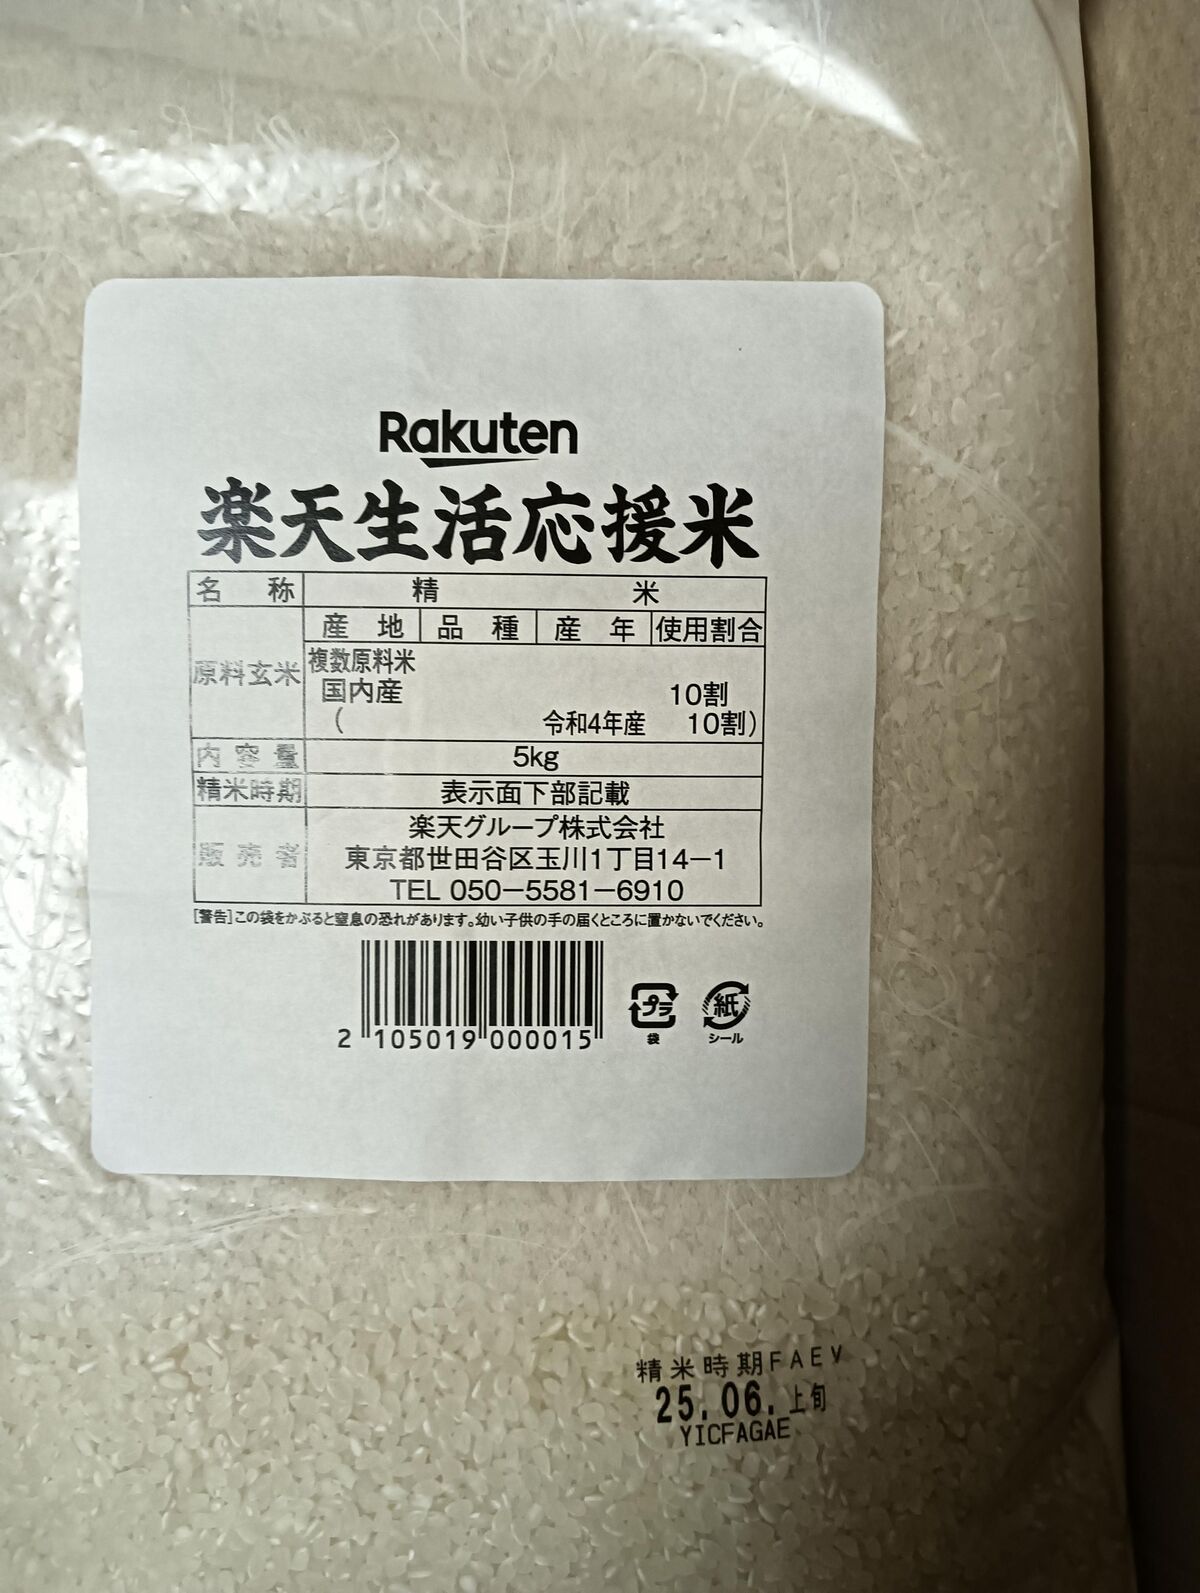 Rakuten
楽天生活応援米
名称 精米
原料玄米 産地 品種 産年 使用割合
複数原料米
国内産 10割
( 令和4年産 10割)
内容量 5kg
精米時期 表示面下部記載
販売者 楽天グループ株式会社
東京都世田谷区玉川1丁目14－1
TEL 050－5581－6910
[警告]この袋をかぶると窒息の恐れがあります。幼い子供の手の届くところに置かないでください。
2 105019 000015
プラ 紙
袋 シール
精米時期FAEV
25.06.上旬
YICFAGAE